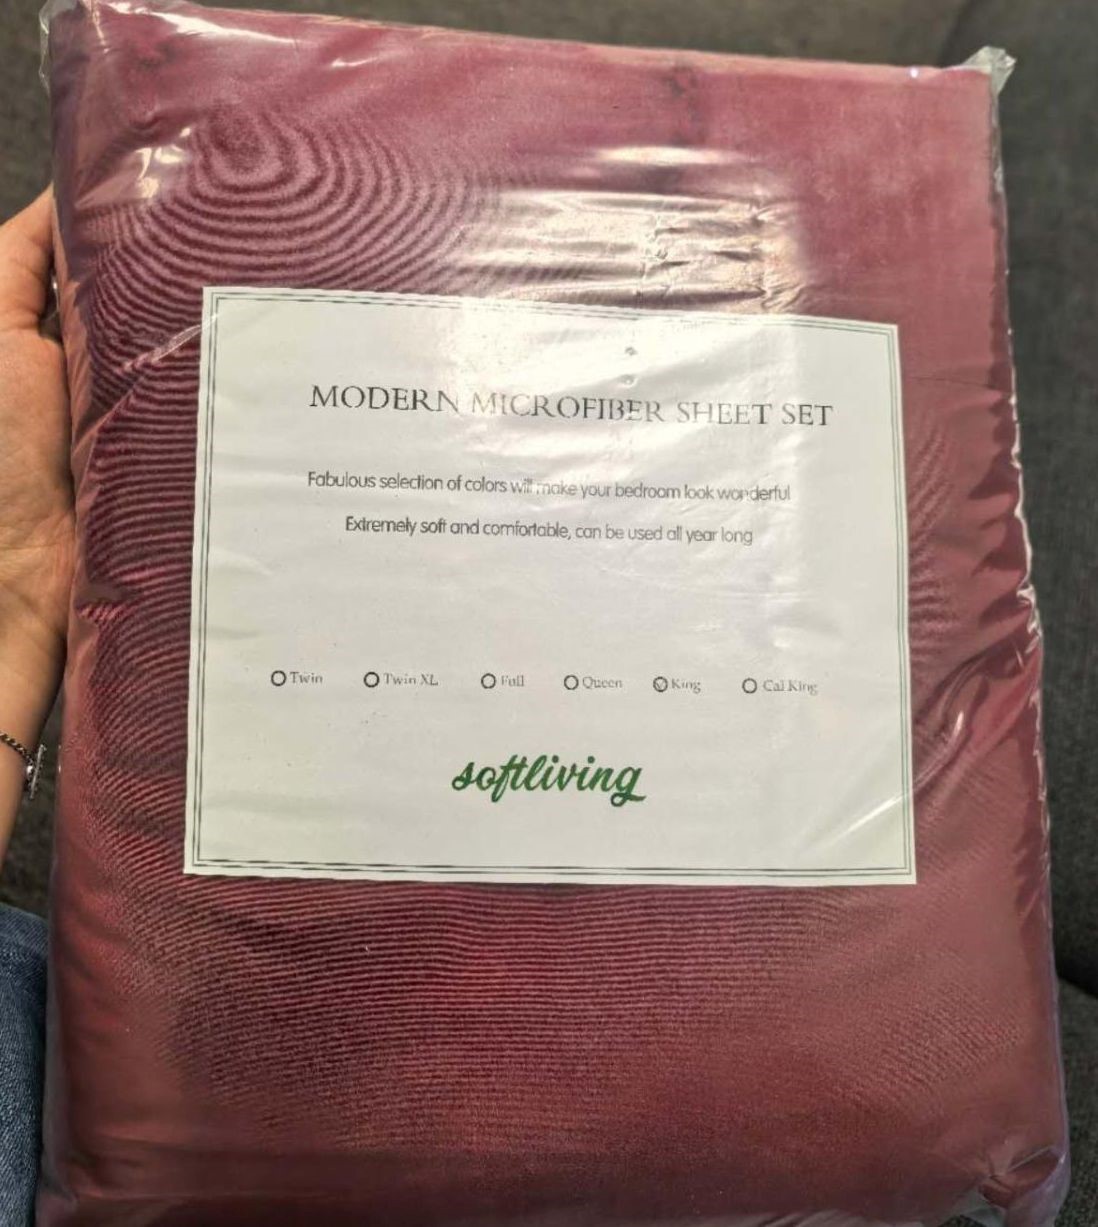 MODERN MICROFIBER SHEET SET
Fabulous selection of colors will make your bedroom look wonderful
Extremely soft and comfortable, can be used all year long
Twin Twin XL Full Queen King Cal King
softliving